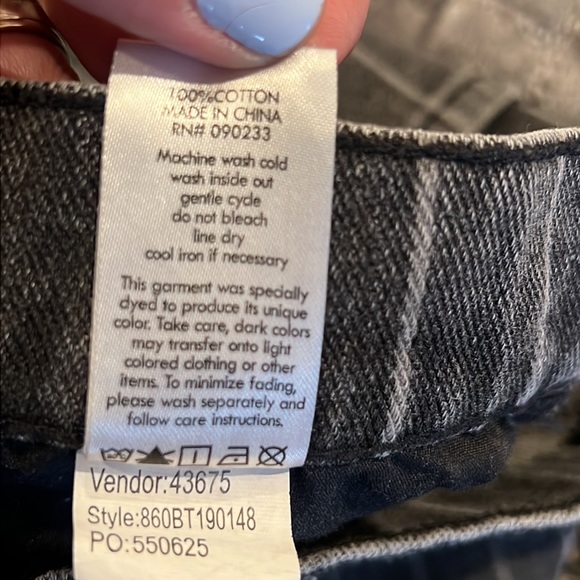 100%COTTON
MADE IN CHINA
RN# 090233
Machine wash cold
wash inside out
gentle cycle
do not bleach
line dry
cool iron if necessary
This garment was specially
dyed to produce its unique
color. Take care, dark colors
may transfer onto light
colored clothing or other
items. To minimize fading,
please wash separately and
follow care instructions.
Vendor:43675
Style:860BT190148
PO:550625